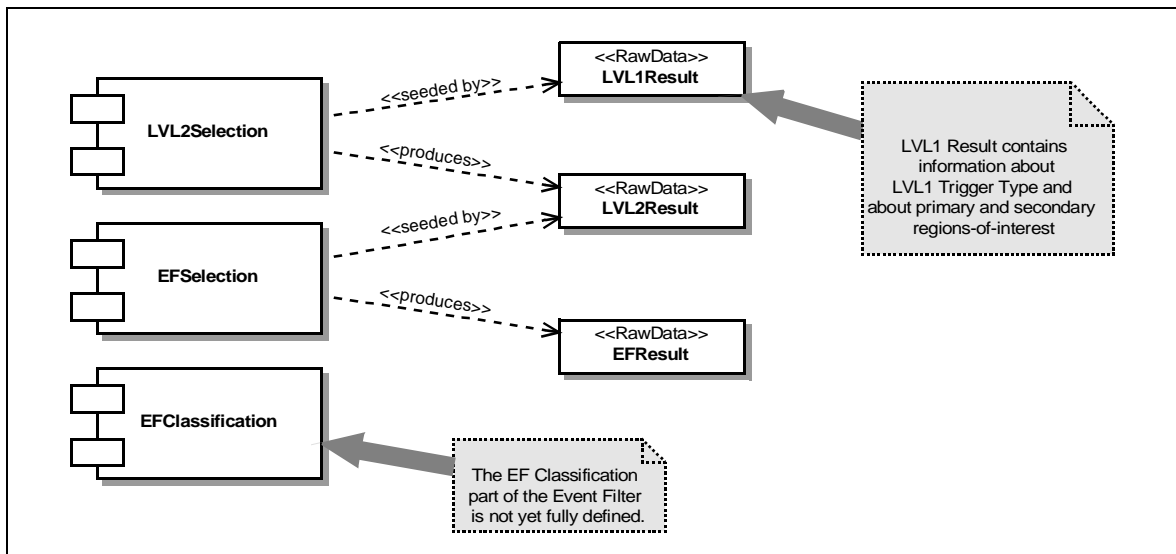 <<RawData>>
LVL1Result
<<seeded by>>
LVL2Selection
LVL1 Result contains
information about
LVL1 Trigger Type and
about primary and secondary
regions-of-interest
<<produces>>
<<RawData>>
LVL2Result
<<seeded by>>
EFSelection
<<produces>>
<<RawData>>
EFResult
EFClassification
The EF Classification
part of the Event Filter
is not yet fully defined.